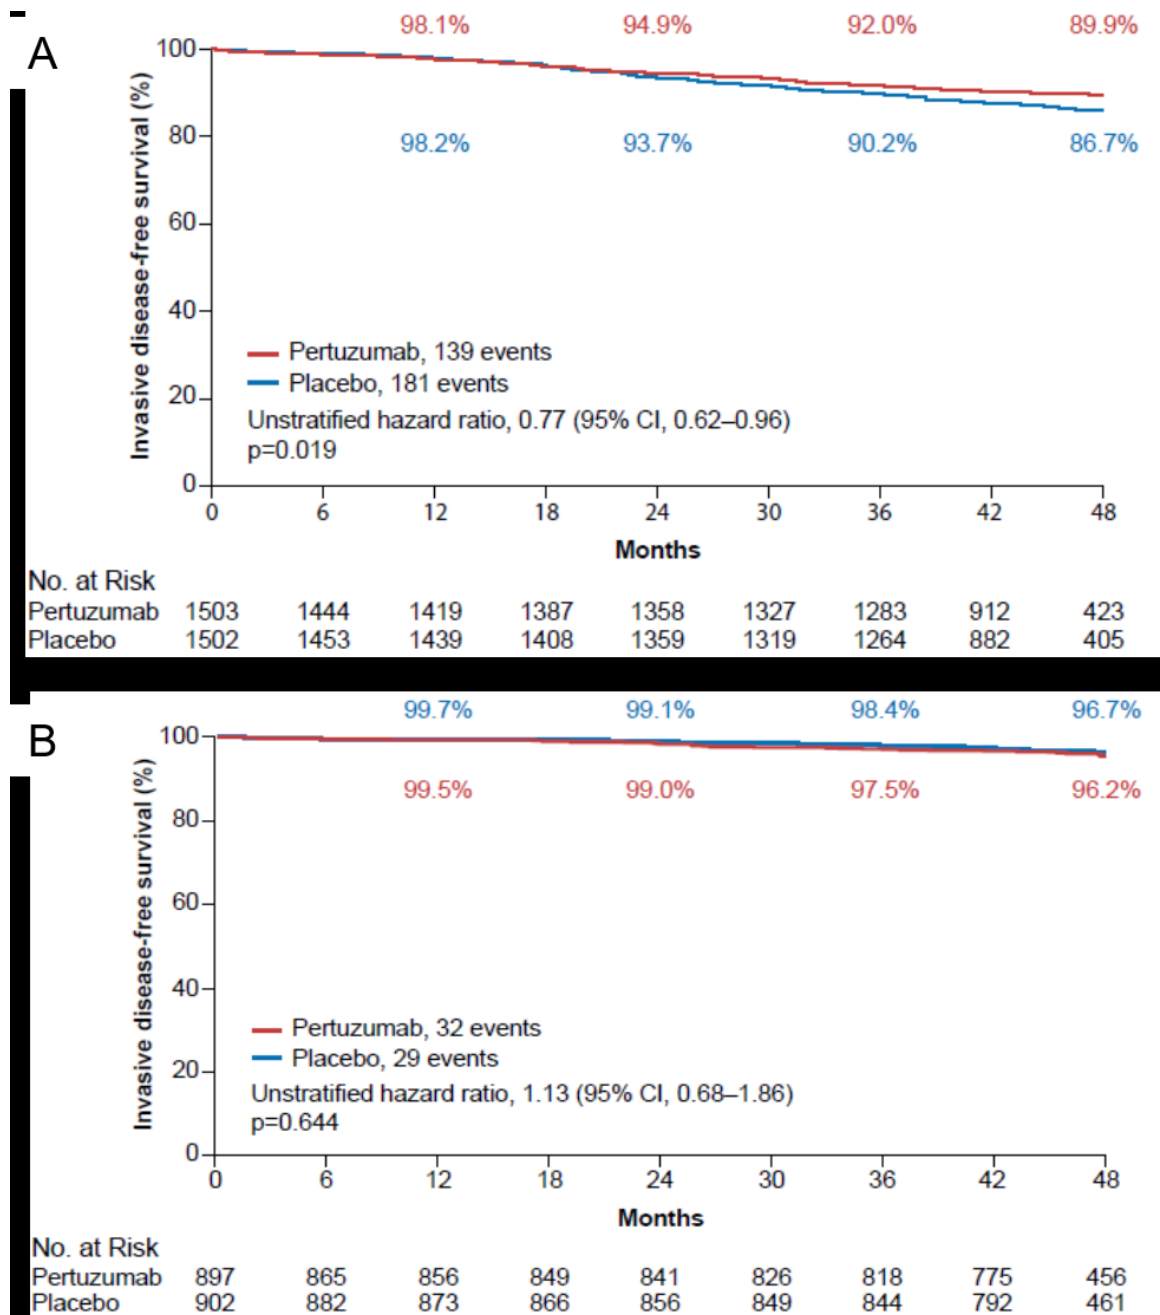 A
98.1% 94.9% 92.0% 89.9%
100
80
60
40
20
0
Invasive disease-free survival (%)
98.2% 93.7% 90.2% 86.7%
Pertuzumab, 139 events
Placebo, 181 events
Unstratified hazard ratio, 0.77 (95% CI, 0.62–0.96)
p=0.019
0 6 12 18 24 30 36 42 48
Months
No. at Risk
Pertuzumab 1503 1444 1419 1387 1358 1327 1283 912 423
Placebo 1502 1453 1439 1408 1359 1319 1264 882 405
B
99.7% 99.1% 98.4% 96.7%
100
80
60
40
20
0
Invasive disease-free survival (%)
99.5% 99.0% 97.5% 96.2%
Pertuzumab, 32 events
Placebo, 29 events
Unstratified hazard ratio, 1.13 (95% CI, 0.68–1.86)
p=0.644
0 6 12 18 24 30 36 42 48
Months
No. at Risk
Pertuzumab 897 865 856 849 841 826 818 775 456
Placebo 902 882 873 866 856 849 844 792 461